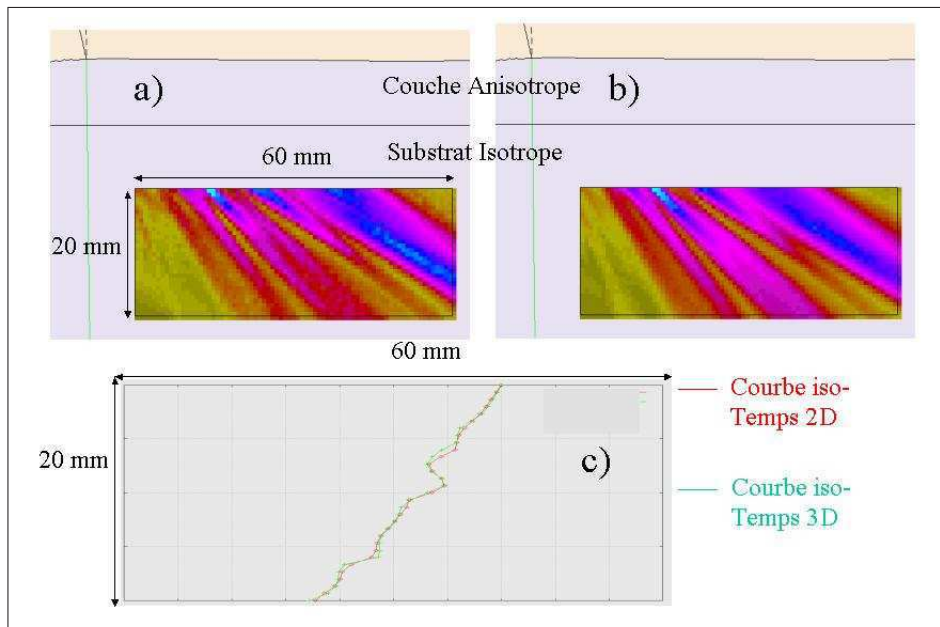 a)
Couche Anisotrope
b)
Substrat Isotrope
60 mm
20 mm
60 mm
20 mm
c)
Courbe iso-
Temps 2D
Courbe iso-
Temps 3D